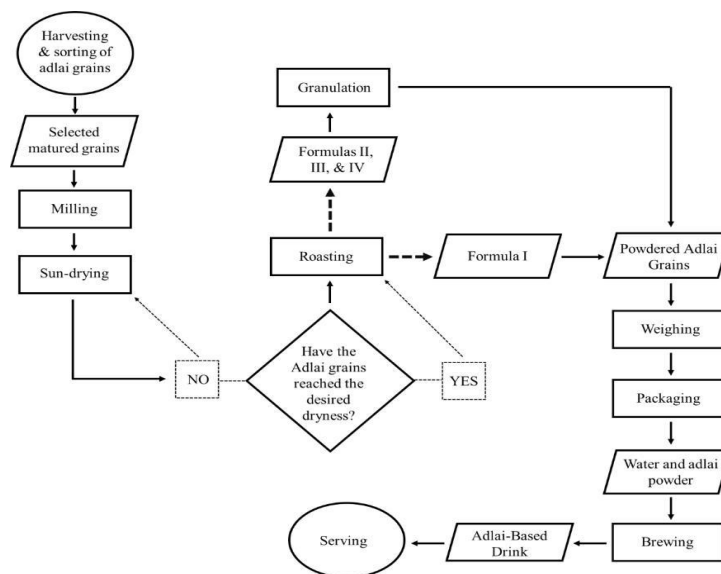 Harvesting
& sorting of
adlai grains
Selected
matured grains
Milling
Sun-drying
NO
Have the
Adlai grains
reached the
desired
dryness?
YES
Roasting
Formulas II,
III, & IV
Granulation
Formula I
Powdered Adlai
Grains
Weighing
Packaging
Water and adlai
powder
Brewing
Adlai-Based
Drink
Serving